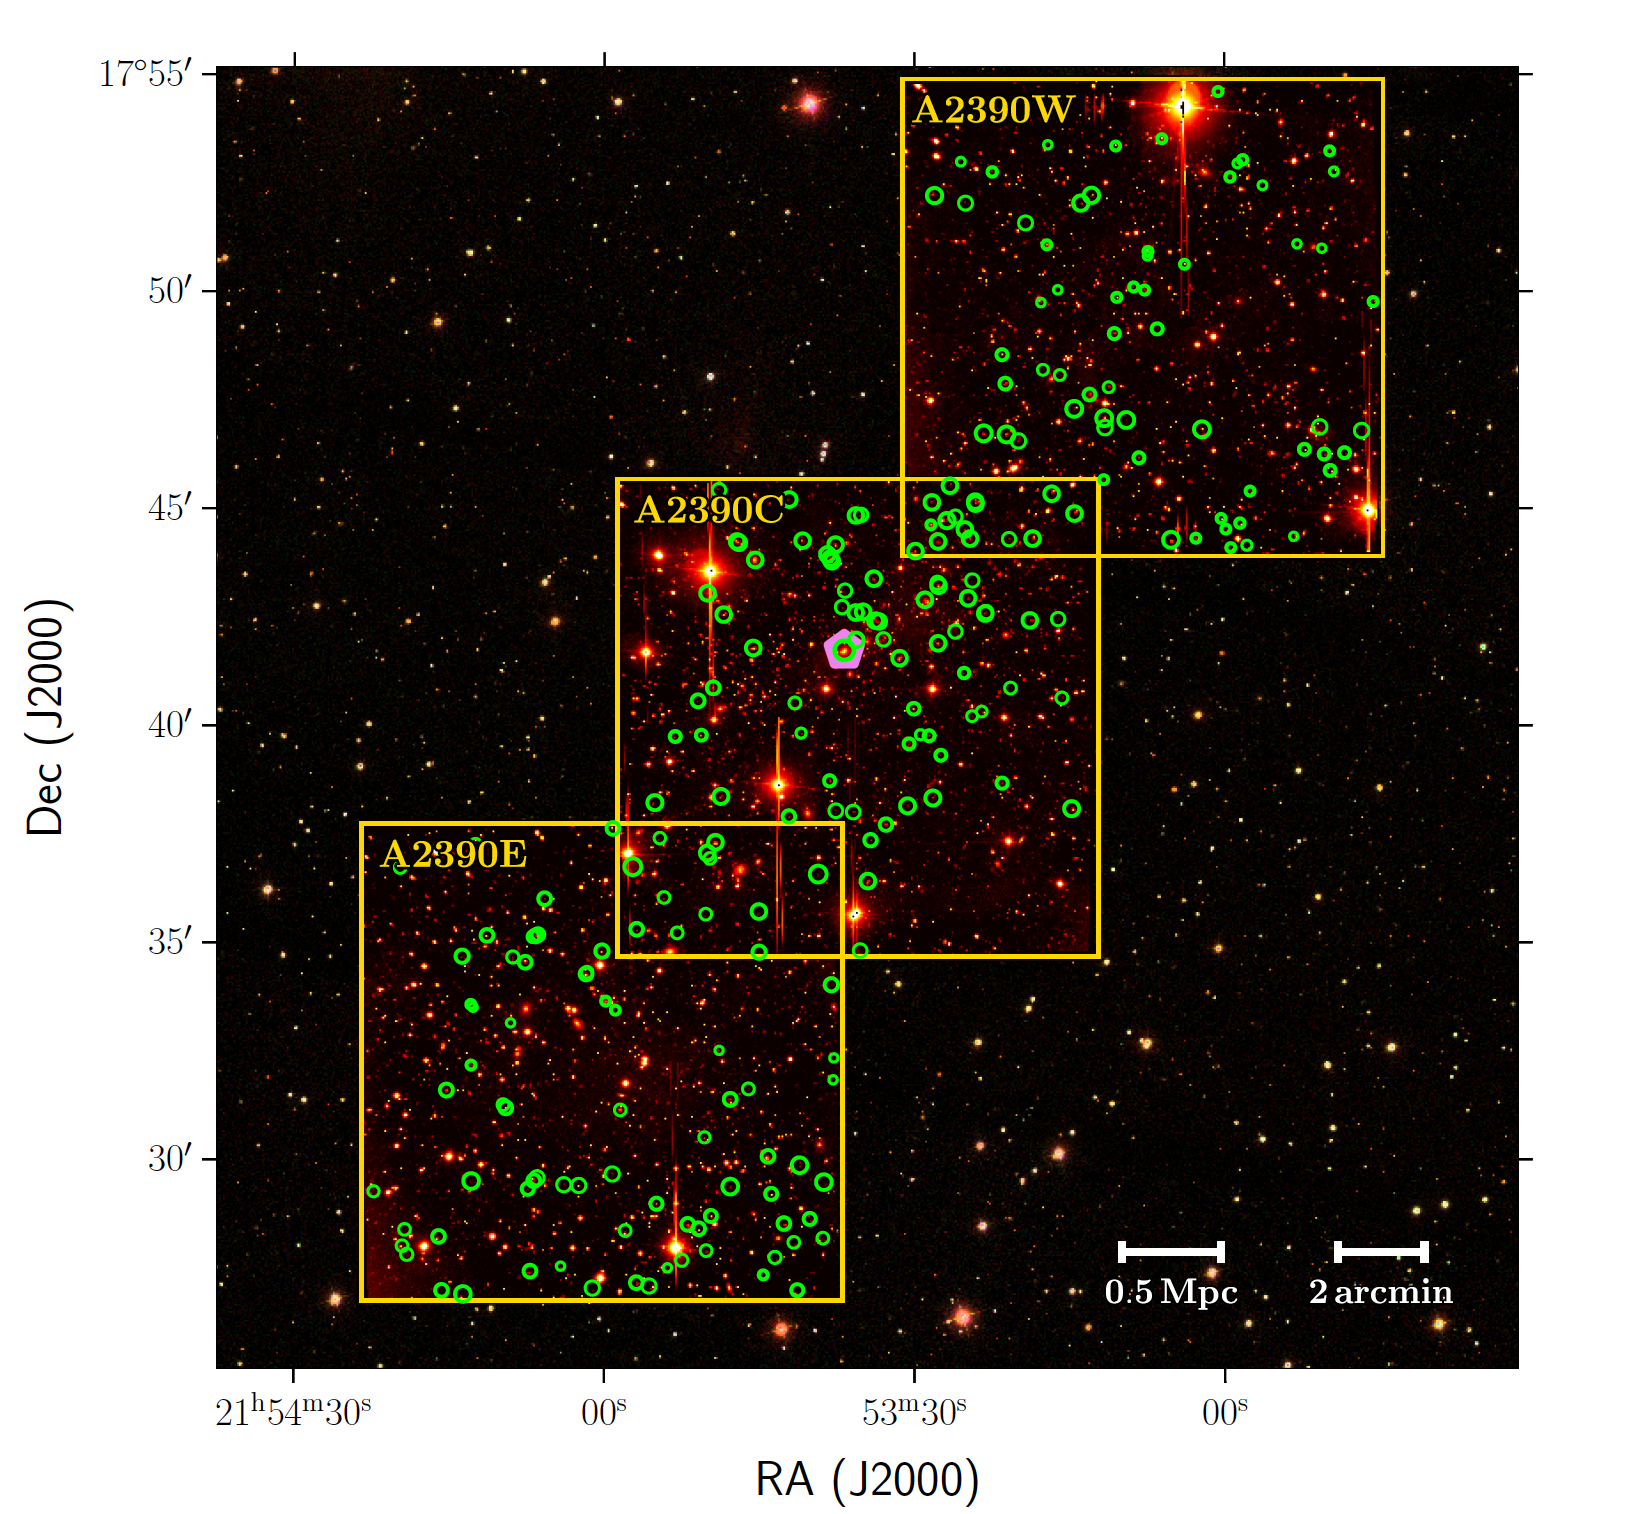 17°55′
A2390W
50′
45′
A2390C
Dec (J2000)
40′
A2390E
35′
30′
0.5 Mpc
2 arcmin
21ʰ54ᵐ30ˢ
00ˢ
53ᵐ30ˢ
00ˢ
RA (J2000)